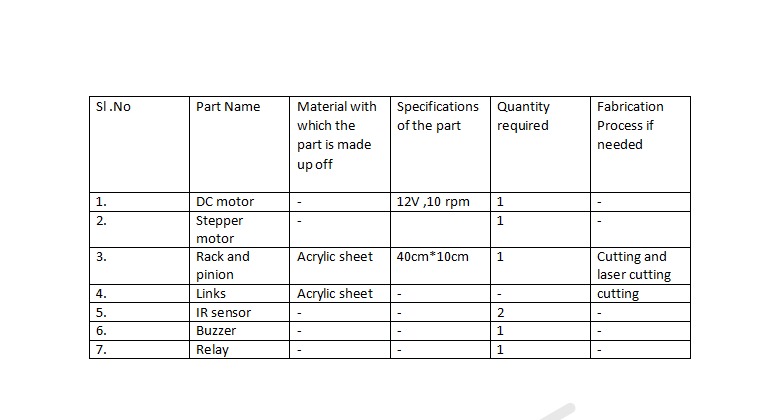 Sl .No Part Name Material with Specifications Quantity Fabrication
which the of the part required Process if
part is made needed
up off
1. DC motor - 12V ,10 rpm 1 -
2. Stepper - 1 -
motor
3. Rack and Acrylic sheet 40cm*10cm 1 Cutting and
pinion laser cutting
4. Links Acrylic sheet - - cutting
5. IR sensor - - 2 -
6. Buzzer - - 1 -
7. Relay - - 1 -